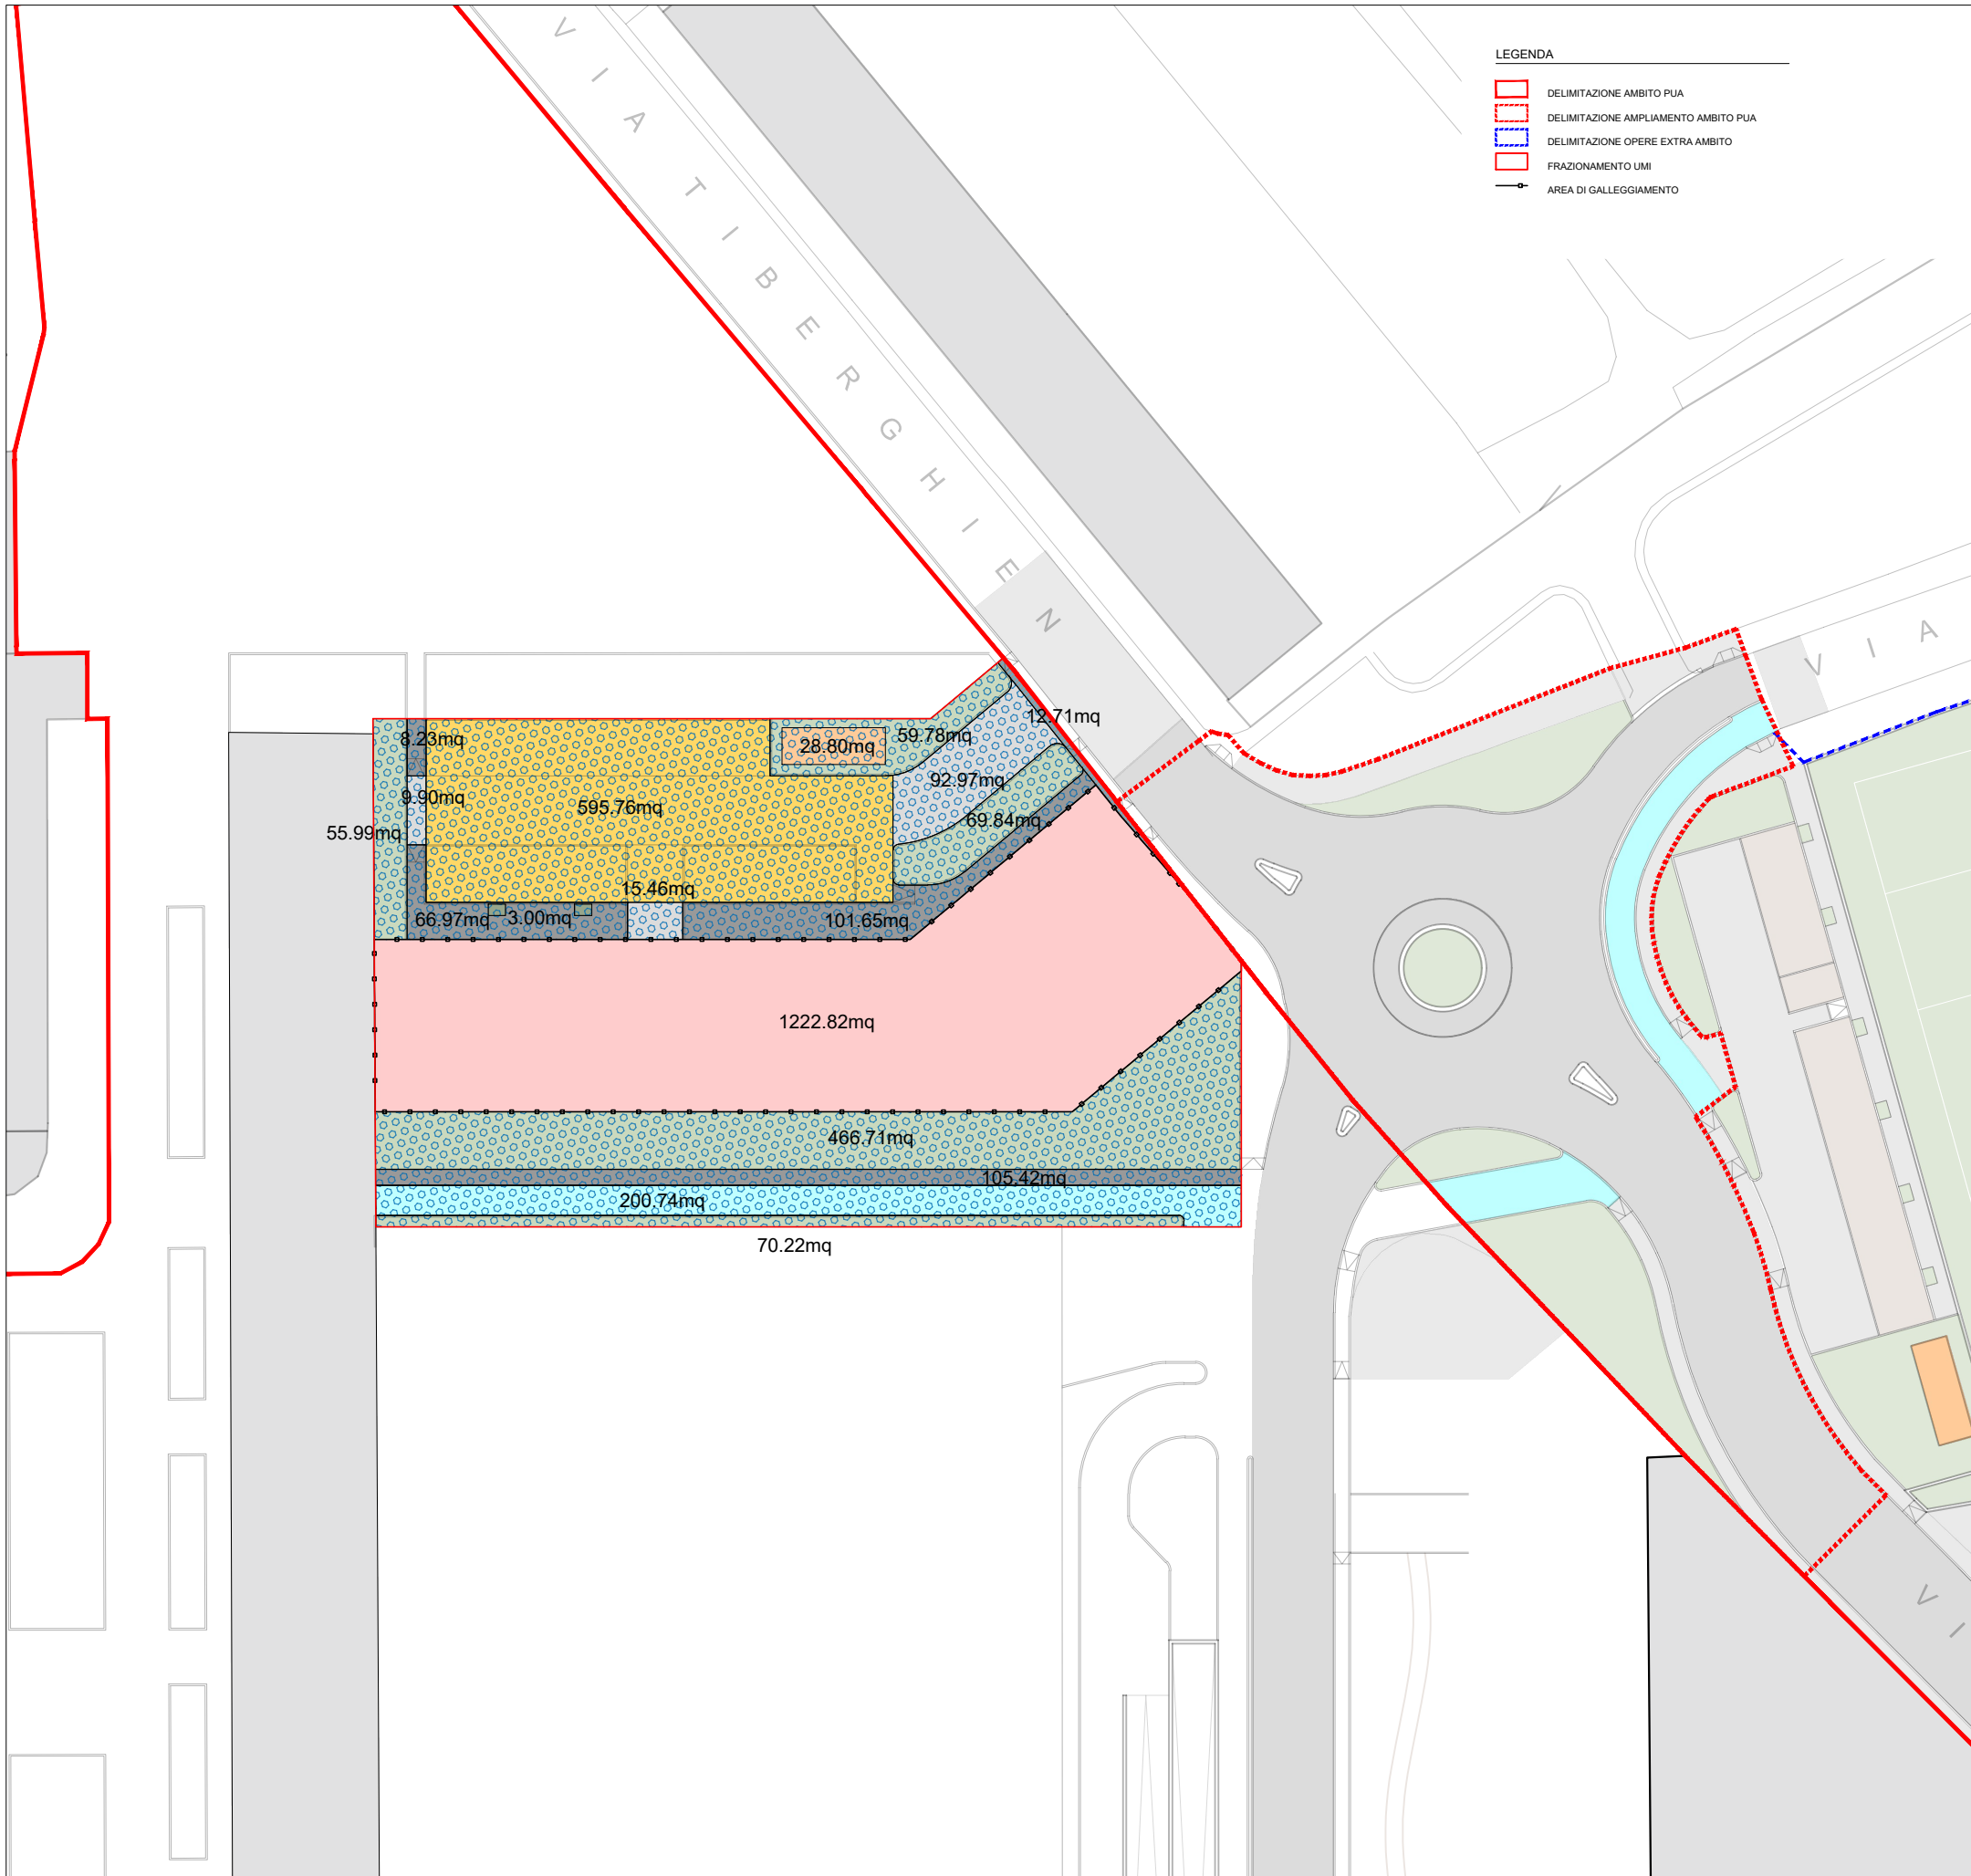 LEGENDA
DELIMITAZIONE AMBITO PUA
DELIMITAZIONE AMPLIAMENTO AMBITO PUA
DELIMITAZIONE OPERE EXTRA AMBITO
FRAZIONAMENTO UMI
AREA DI GALLEGGIAMENTO
VIA TIBERGHIEN
VIA
12.71mq
8.23mq
28.80mq
59.78mq
92.97mq
9.90mq
595.76mq
55.99mq
69.84mq
15.46mq
66.97mq
3.00mq
101.65mq
1222.82mq
466.71mq
105.42mq
200.74mq
70.22mq
VI